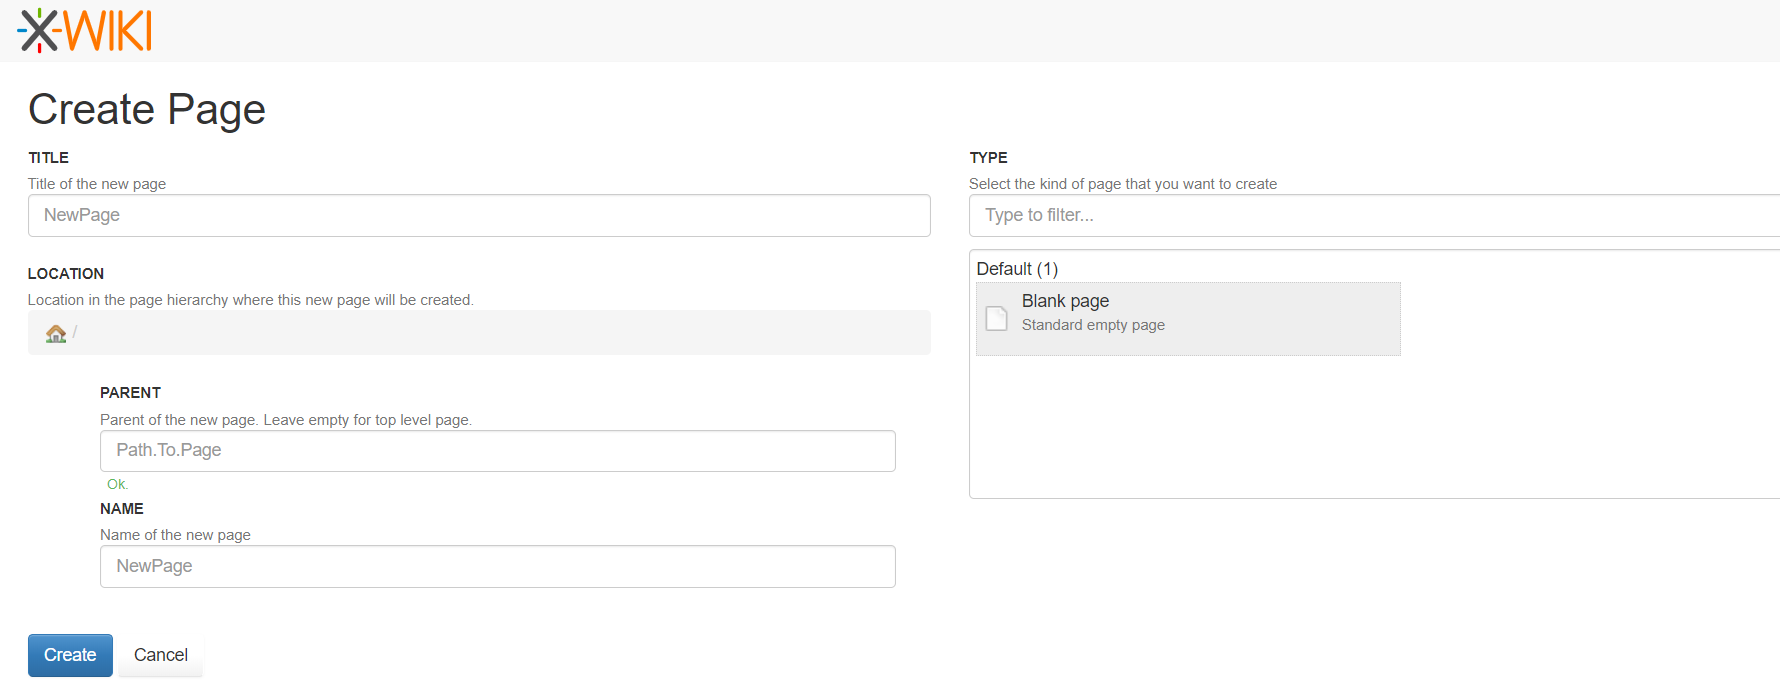 XWIKI
Create Page
TITLE
Title of the new page
NewPage
LOCATION
Location in the page hierarchy where this new page will be created.
/
PARENT
Parent of the new page. Leave empty for top level page.
Path.To.Page
Ok.
NAME
Name of the new page
NewPage
Create Cancel
TYPE
Select the kind of page that you want to create
Type to filter...
Default (1)
Blank page
Standard empty page